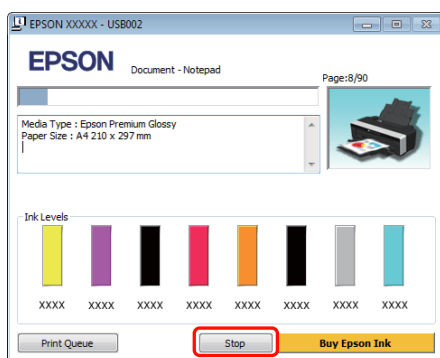 EPSON XXXXX - USB002
EPSON
Document - Notepad
Page:8/90
Media Type : Epson Premium Glossy
Paper Size : A4 210 x 297 mm
Ink Levels
XXXX XXXX XXXX XXXX XXXX XXXX XXXX XXXX
Print Queue
Stop
Buy Epson Ink